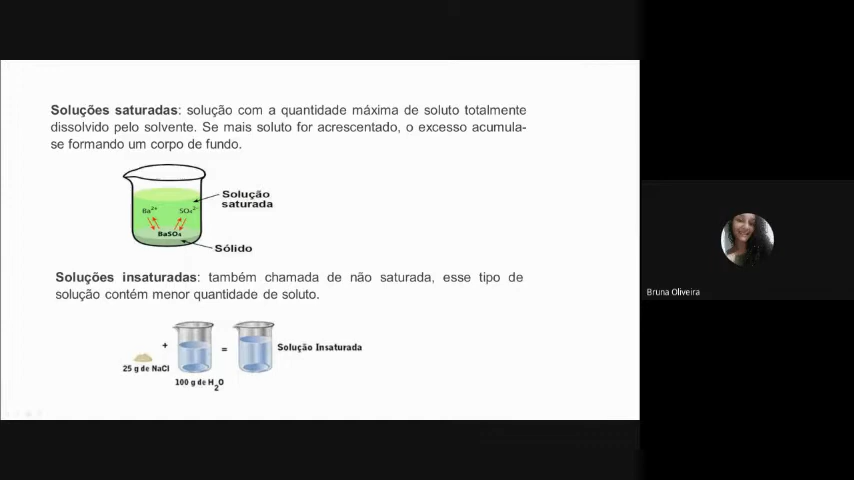 Soluções saturadas: solução com a quantidade máxima de soluto totalmente
dissolvido pelo solvente. Se mais soluto for acrescentado, o excesso acumula-
se formando um corpo de fundo.
Solução
saturada
Ba²⁺ SO₄²⁻
BaSO₄
Sólido
Soluções insaturadas: também chamada de não saturada, esse tipo de
solução contém menor quantidade de soluto.
+ = Solução Insaturada
25 g de NaCl
100 g de H₂O
Bruna Oliveira